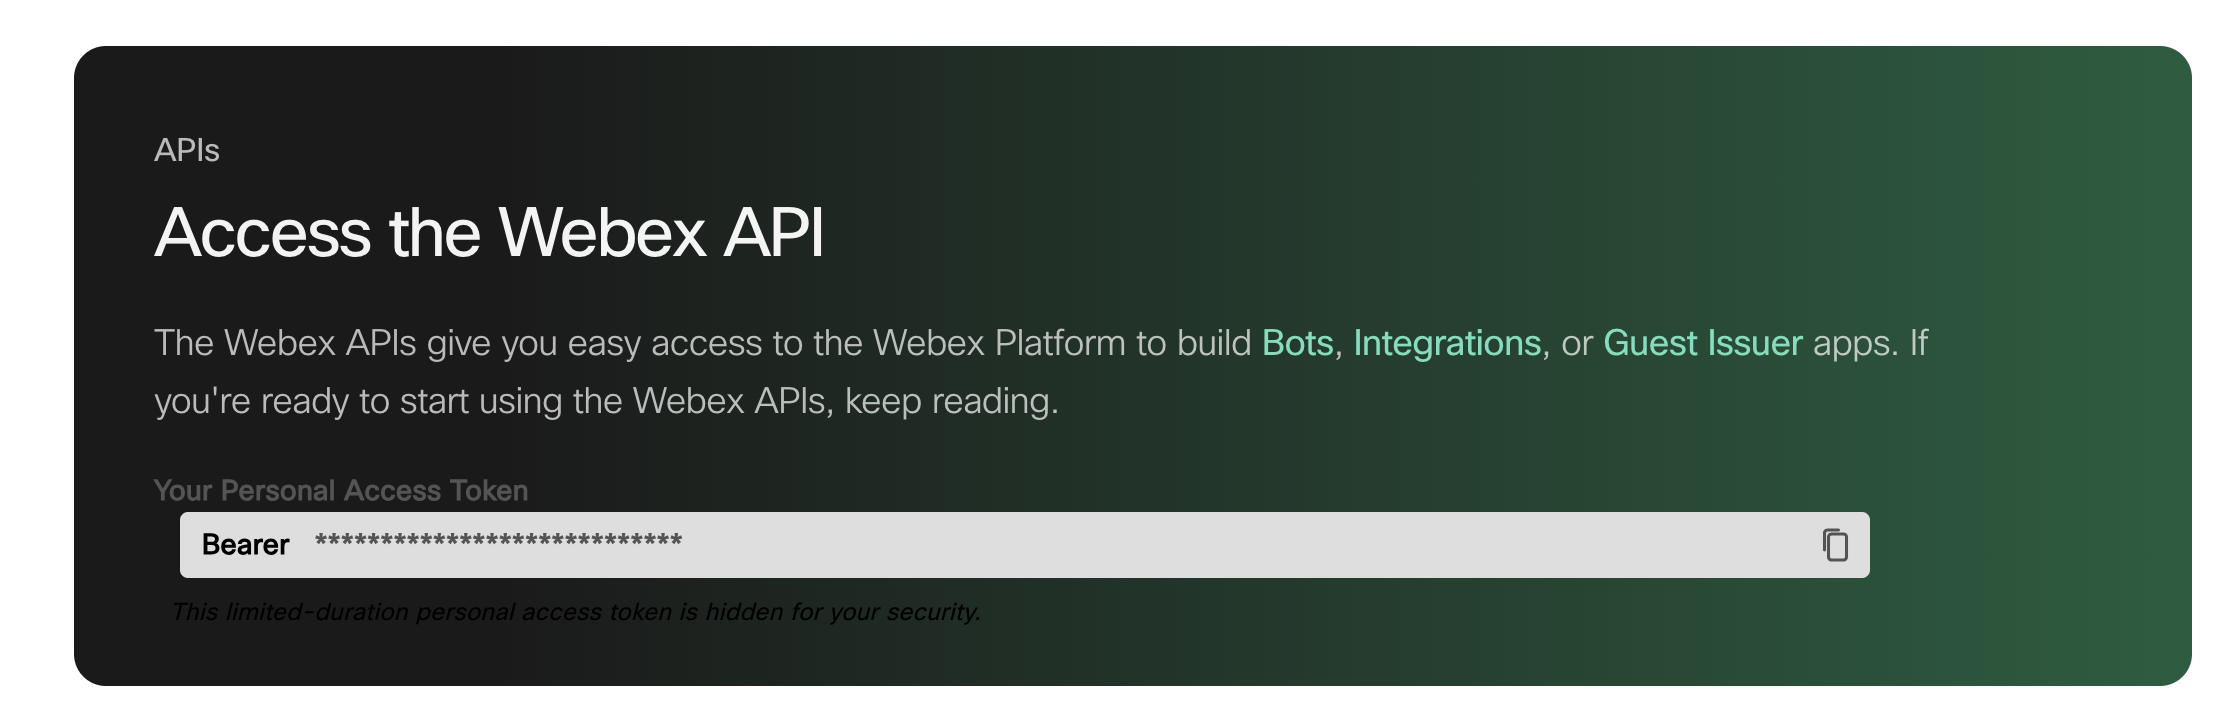 APIs
Access the Webex API
The Webex APIs give you easy access to the Webex Platform to build Bots, Integrations, or Guest Issuer apps. If
you're ready to start using the Webex APIs, keep reading.
Your Personal Access Token
Bearer ****************************
This limited-duration personal access token is hidden for your security.